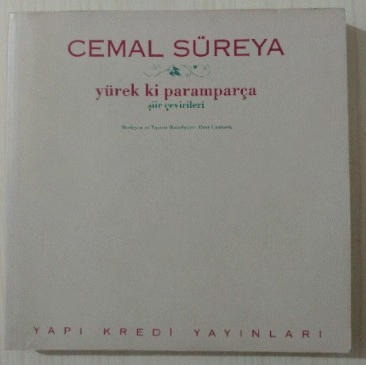 CEMAL SÜREYA
yürek ki paramparça
şiir çevirileri
YAPI KREDİ YAYINLARI